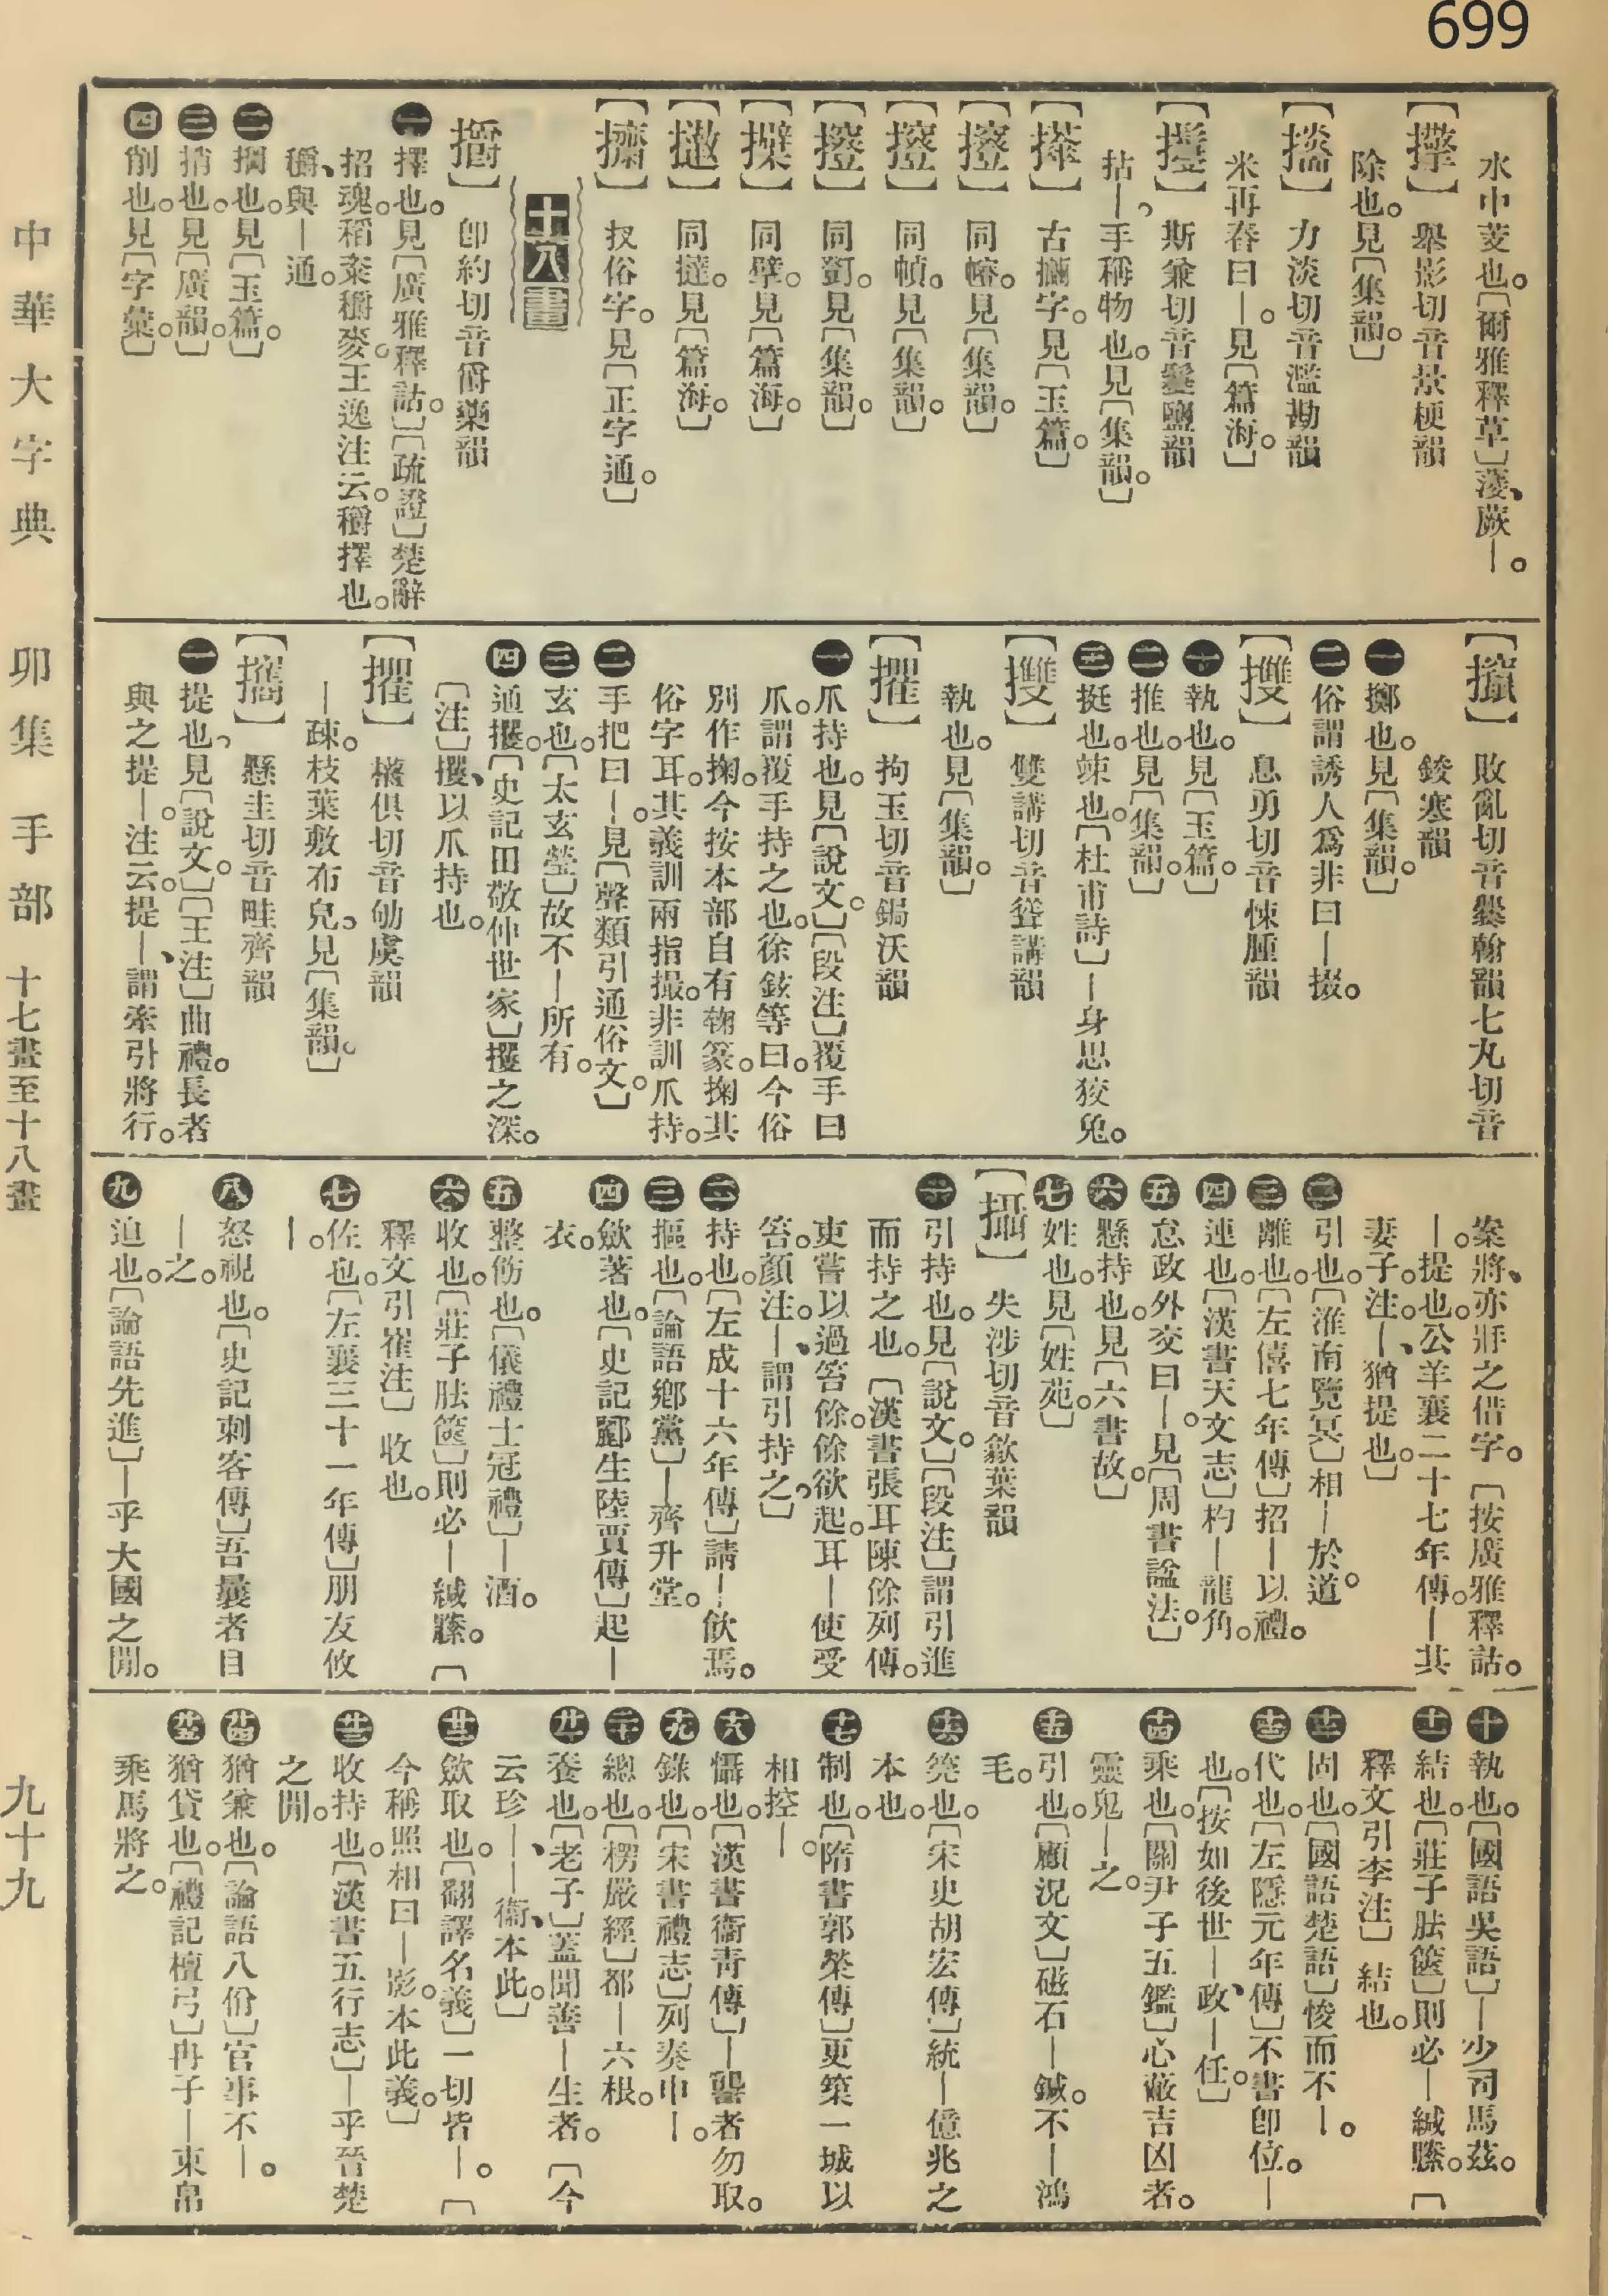 699
水中芰也。〔爾雅釋草〕薐、蕨─。
〔㩩〕舉影切音景梗韻
除也。見〔集韻。〕
力淡切音濫勘韻
米再舂曰─。見〔篇海。〕
斯兼切音銛鹽韻
拈─、手稱物也。見〔集韻。〕
古字。見〔玉篇。〕
同㡠。見〔集韻。〕
同幀。見〔集韻。〕
同鄧。見〔集韻。〕
同擘。見〔篇海。〕
同撻。見〔篇海。〕
扠俗字。見〔正字通。〕
十八畫
卽約切音爵藥韻
㊀擇也。見〔廣雅釋詁。〕〔疏證〕楚辭
招魂。稻粢穱麥。王逸注云。穱擇也。
穱、與─通。
㊁搁也。見〔玉篇。〕
㊂捎也。見〔廣韻。〕
㊃削也。見〔字彙。〕
〔攛〕敗亂切音爨翰韻七丸切音
鋑寒韻
㊀擲也。見〔集韻。〕
㊁俗謂誘人爲非曰─掇。
〔㩳〕息勇切音悚腫韻
㊀執也。見〔玉篇。〕
㊁推也。見〔集韻。〕
㊂挺也。竦也。〔杜甫詩〕─身思狡兔。
〔㩳〕雙講切音聳講韻
執也。見〔集韻。〕
〔㩴〕拘玉切音鋦沃韻
㊀爪持也。見〔說文。〕〔段注〕覆手曰
爪。謂覆手持之也。徐鉉等曰。今俗
別作掬。今按本部自有䩭篆。掬其
俗字耳。其義訓兩指撮。非訓爪持。
㊁手把曰─。見〔聲類引通俗文。〕
㊂玄也。〔太玄瑩〕故不─所有。
㊃通攫。〔史記田敬仲世家〕攫之深。
〔注〕攫、以爪持也。
〔㩴〕權俱切音劬虞韻
─疎。枝葉敷布皃。見〔集韻。〕
〔攜〕懸圭切音畦齊韻
㊀提也、見〔說文。〕〔王注〕曲禮。長者
與之提─。注云。提─、謂牽引將行。
案將、亦牂之借字。〔按廣雅釋詁。
─。提也。公羊襄二十七年傳。─其
妻子。注。─、猶提也。〕
㊁引也。〔淮南覽冥〕相─於道。
㊂離也。〔左僖七年傳〕招─以禮。
㊃連也。〔漢書天文志〕杓─龍角。
㊄怠政外交曰─。見〔周書諡法。〕
㊅懸持也。見〔六書故。〕
㊆姓也。見〔姓苑。〕
〔攝〕失涉切音歙葉韻
㊀引持也。見〔說文。〕〔段注〕謂引進
而持之也。〔漢書張耳陳餘列傳。
吏嘗以過笞餘。餘欲起。耳─使受
笞。顏注。─、謂引持之。〕
㊁持也。〔左成十六年傳〕請─飮焉。
㊂摳也。〔論語鄉黨〕─齊升堂。
㊃斂著也。〔史記酈生陸賈傳〕起─
衣。
㊄整飭也。〔儀禮士冠禮〕─酒。
㊅收也。〔莊子胠篋〕則必─緘縢。〔
釋文引崔注〕收也。
㊆佐也。〔左襄三十一年傳〕朋友攸
─。
㊇怒視也。〔史記刺客傳〕吾曩者目
─之。
㊈迫也。〔論語先進〕─乎大國之閒。
㊉執也。〔國語吳語〕─少司馬茲。
⑪結也。〔莊子胠篋〕則必─緘縢。〔
釋文引李注〕結也。
⑫固也。〔國語楚語〕悛而不─。
⑬代也。〔左隱元年傳〕不書卽位。─
也。〔按如後世─政、─任。〕
⑭乘也。〔關尹子五鑑〕心蔽吉凶者。
靈鬼─之。
⑮引也。〔顧況文〕磁石─鍼。不─鴻
毛。
⑯筦也。〔宋史胡宏傳〕統─億兆之
本也。
⑰制也。〔隋書郭榮傳〕更築一城以
相控─。
⑱懾也。〔漢書衞靑傳〕─讋者勿取。
⑲錄也。〔宋書禮志〕列奏申─。
⑳總也。〔楞嚴經〕都─六根。
㉑養也。〔老子〕蓋聞善─生者。〔今
云珍─、─衞、本此。〕
㉒斂取也。〔翻譯名義〕一切皆─。〔
今稱照相曰─影。本此義。〕
㉓收持也。〔漢書五行志〕─乎晉楚
之閒。
㉔猶兼也。〔論語八佾〕官事不─。
㉕猶貸也。〔禮記檀弓〕冉子─束帛
乘馬將之。
中華大字典 卯集 手部 十七畫至十八畫 九十九